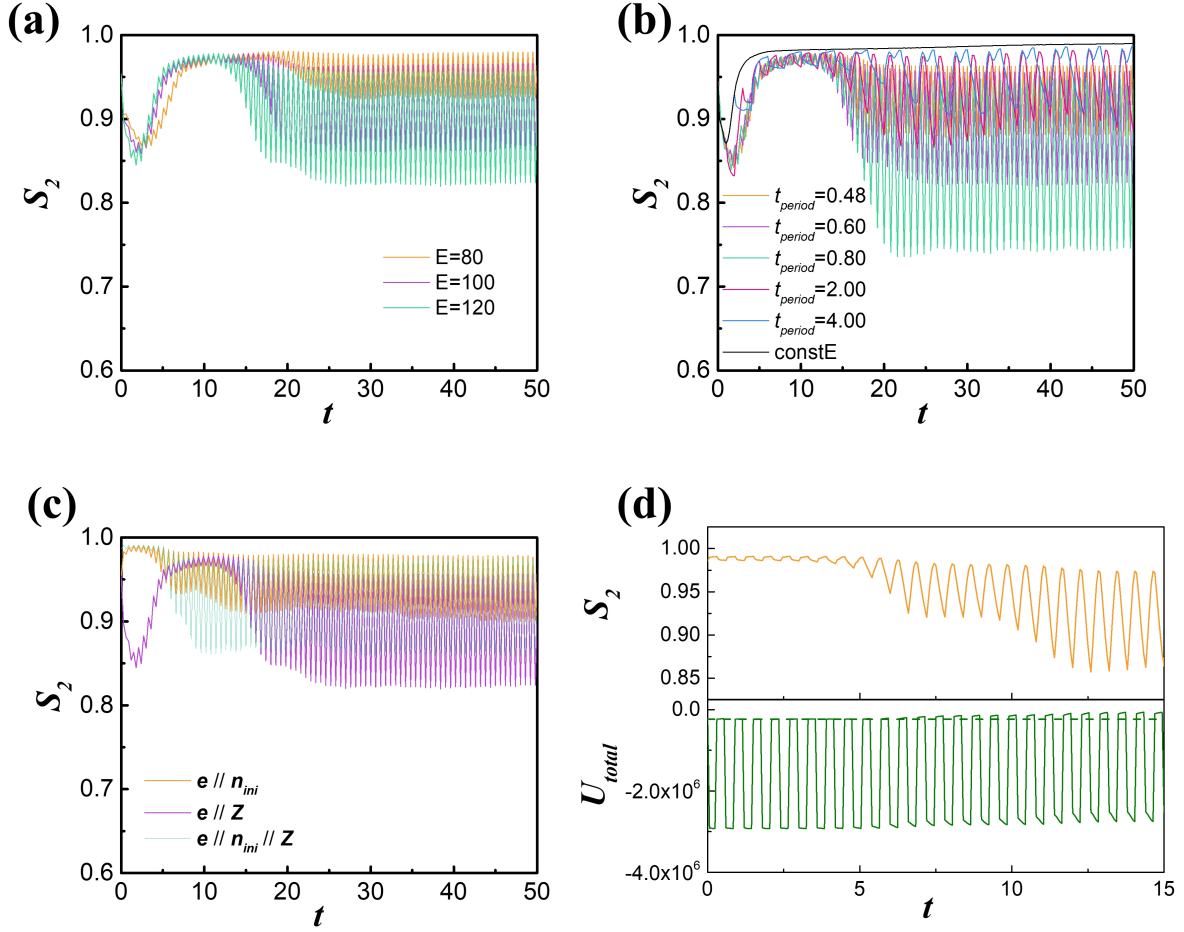 (a)
1.0
0.9
0.8
0.7
0.6
S2
E=80
E=100
E=120
0 10 20 30 40 50
t
(b)
1.0
0.9
0.8
0.7
0.6
S2
tperiod=0.48
tperiod=0.60
tperiod=0.80
tperiod=2.00
tperiod=4.00
constE
0 10 20 30 40 50
t
(c)
1.0
0.9
0.8
0.7
0.6
S2
e // nini
e // Z
e // nini // Z
0 10 20 30 40 50
t
(d)
1.00
0.95
0.90
0.85
S2
0.0
-2.0x10^6
-4.0x10^6
Utotal
0 5 10 15
t